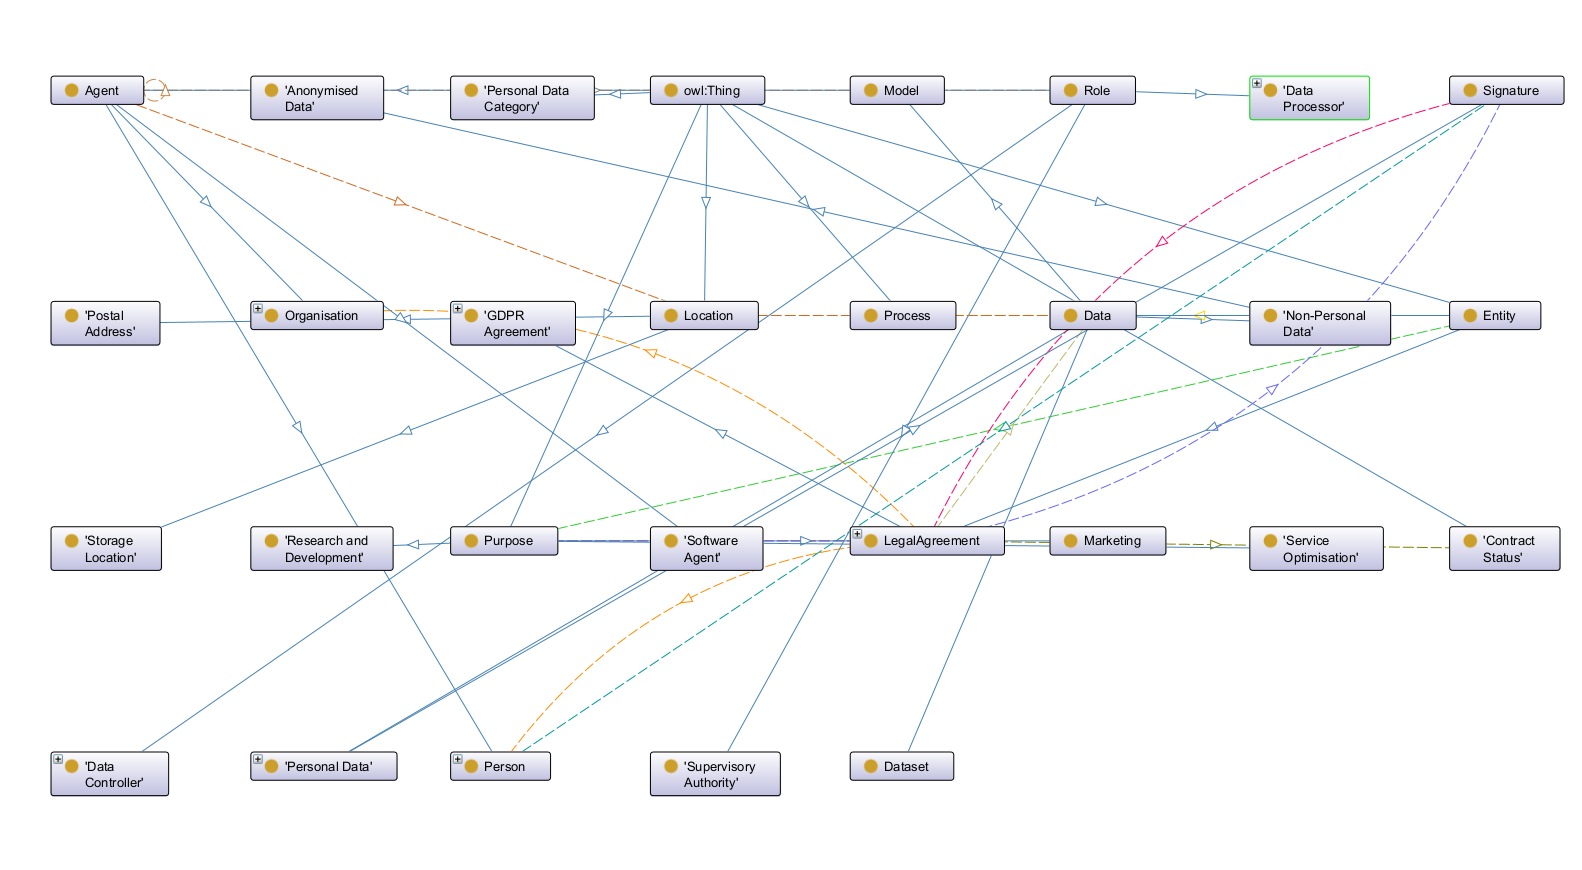 Agent
'Anonymised
Data'
'Personal Data
Category'
owl:Thing
Model
Role
'Data
Processor'
Signature
'Postal
Address'
Organisation
'GDPR
Agreement'
Location
Process
Data
'Non-Personal
Data'
Entity
'Storage
Location'
'Research and
Development'
Purpose
'Software
Agent'
LegalAgreement
Marketing
'Service
Optimisation'
'Contract
Status'
'Data
Controller'
'Personal Data'
Person
'Supervisory
Authority'
Dataset